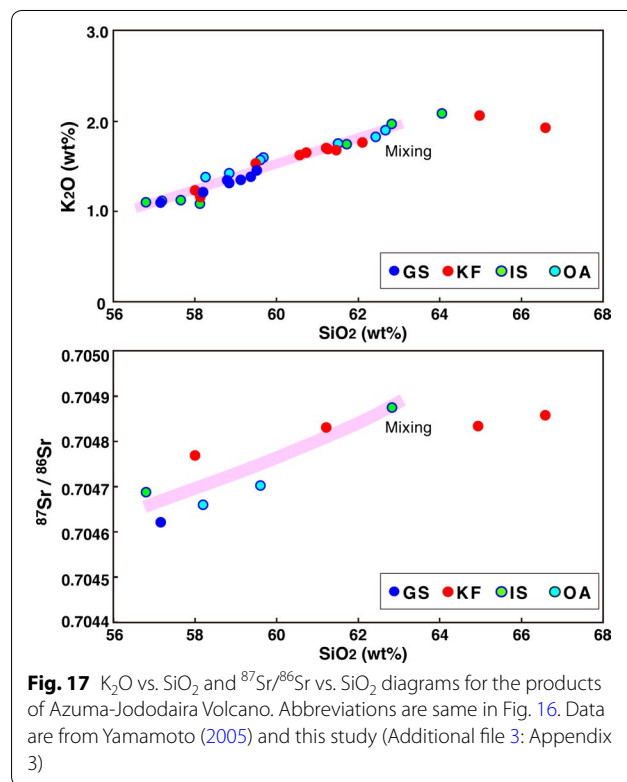 3.0
2.0
1.0
0
K2O (wt%)
Mixing
GS KF IS OA
56 58 60 62 64 66 68
SiO2 (wt%)
0.7050
0.7049
0.7048
0.7047
0.7046
0.7045
0.7044
87Sr / 86Sr
Mixing
GS KF IS OA
56 58 60 62 64 66 68
SiO2 (wt%)
Fig. 17 K2O vs. SiO2 and 87Sr/86Sr vs. SiO2 diagrams for the products
of Azuma-Jododaira Volcano. Abbreviations are same in Fig. 16. Data
are from Yamamoto (2005) and this study (Additional file 3: Appendix
3)